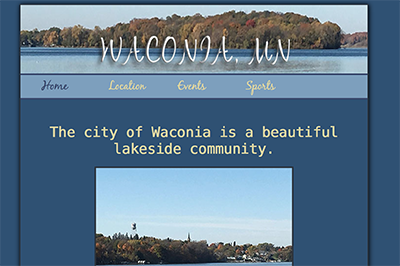 WACONIA, MN
Home Location Events Sports
The city of Waconia is a beautiful
lakeside community.